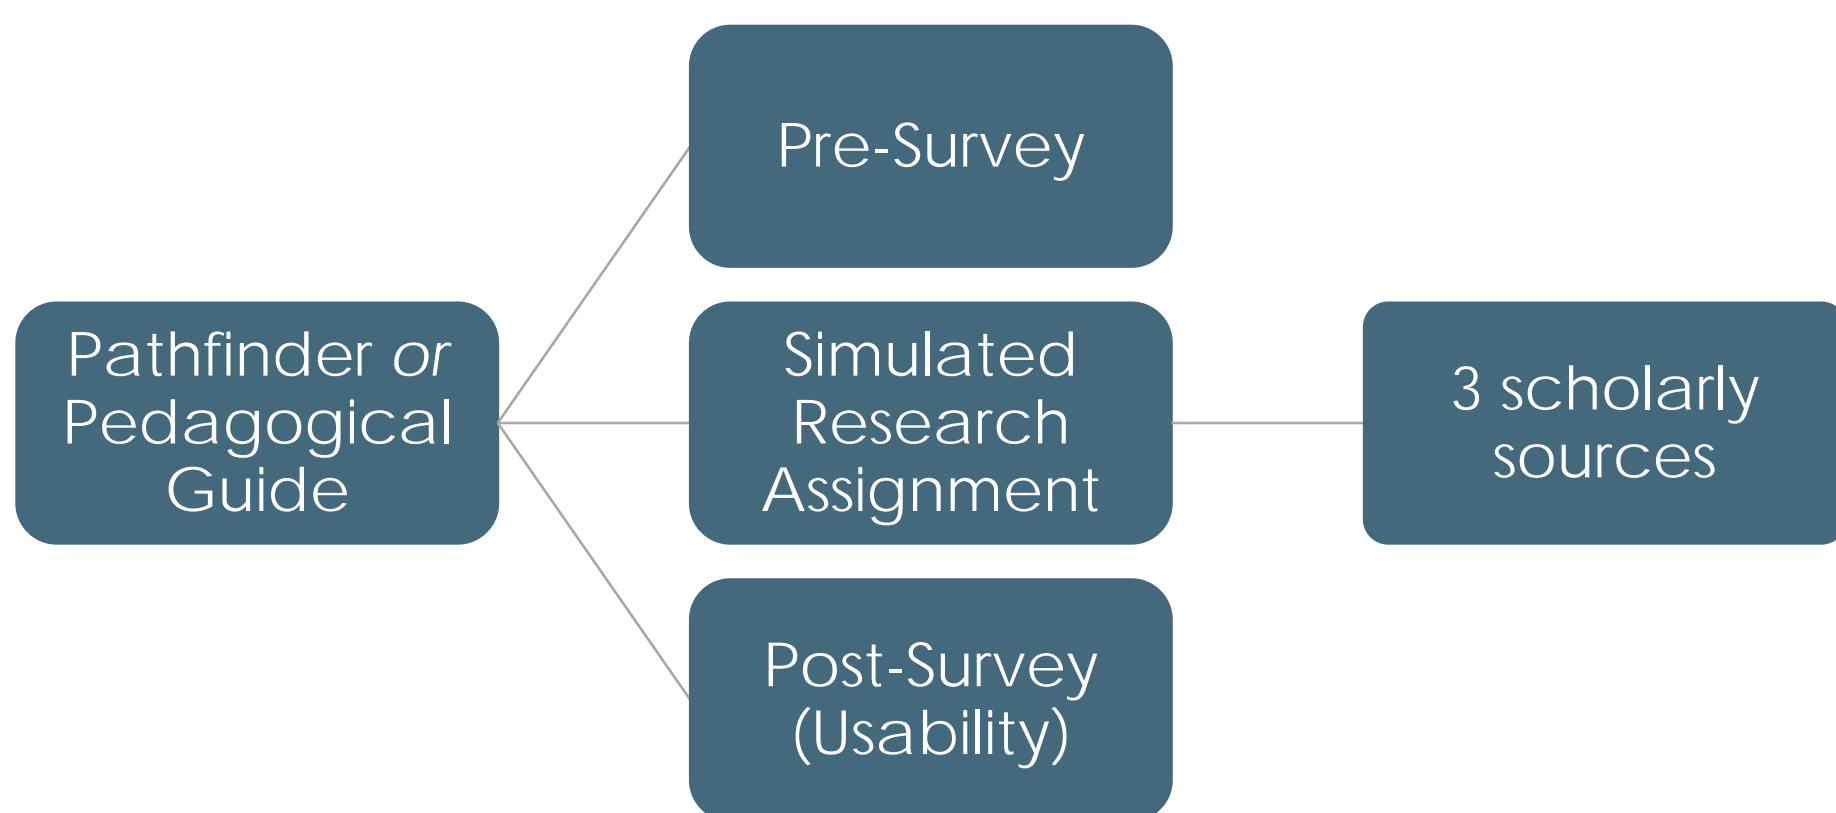 Pre-Survey
Pathfinder or
Pedagogical
Guide
Simulated
Research
Assignment
3 scholarly
sources
Post-Survey
(Usability)